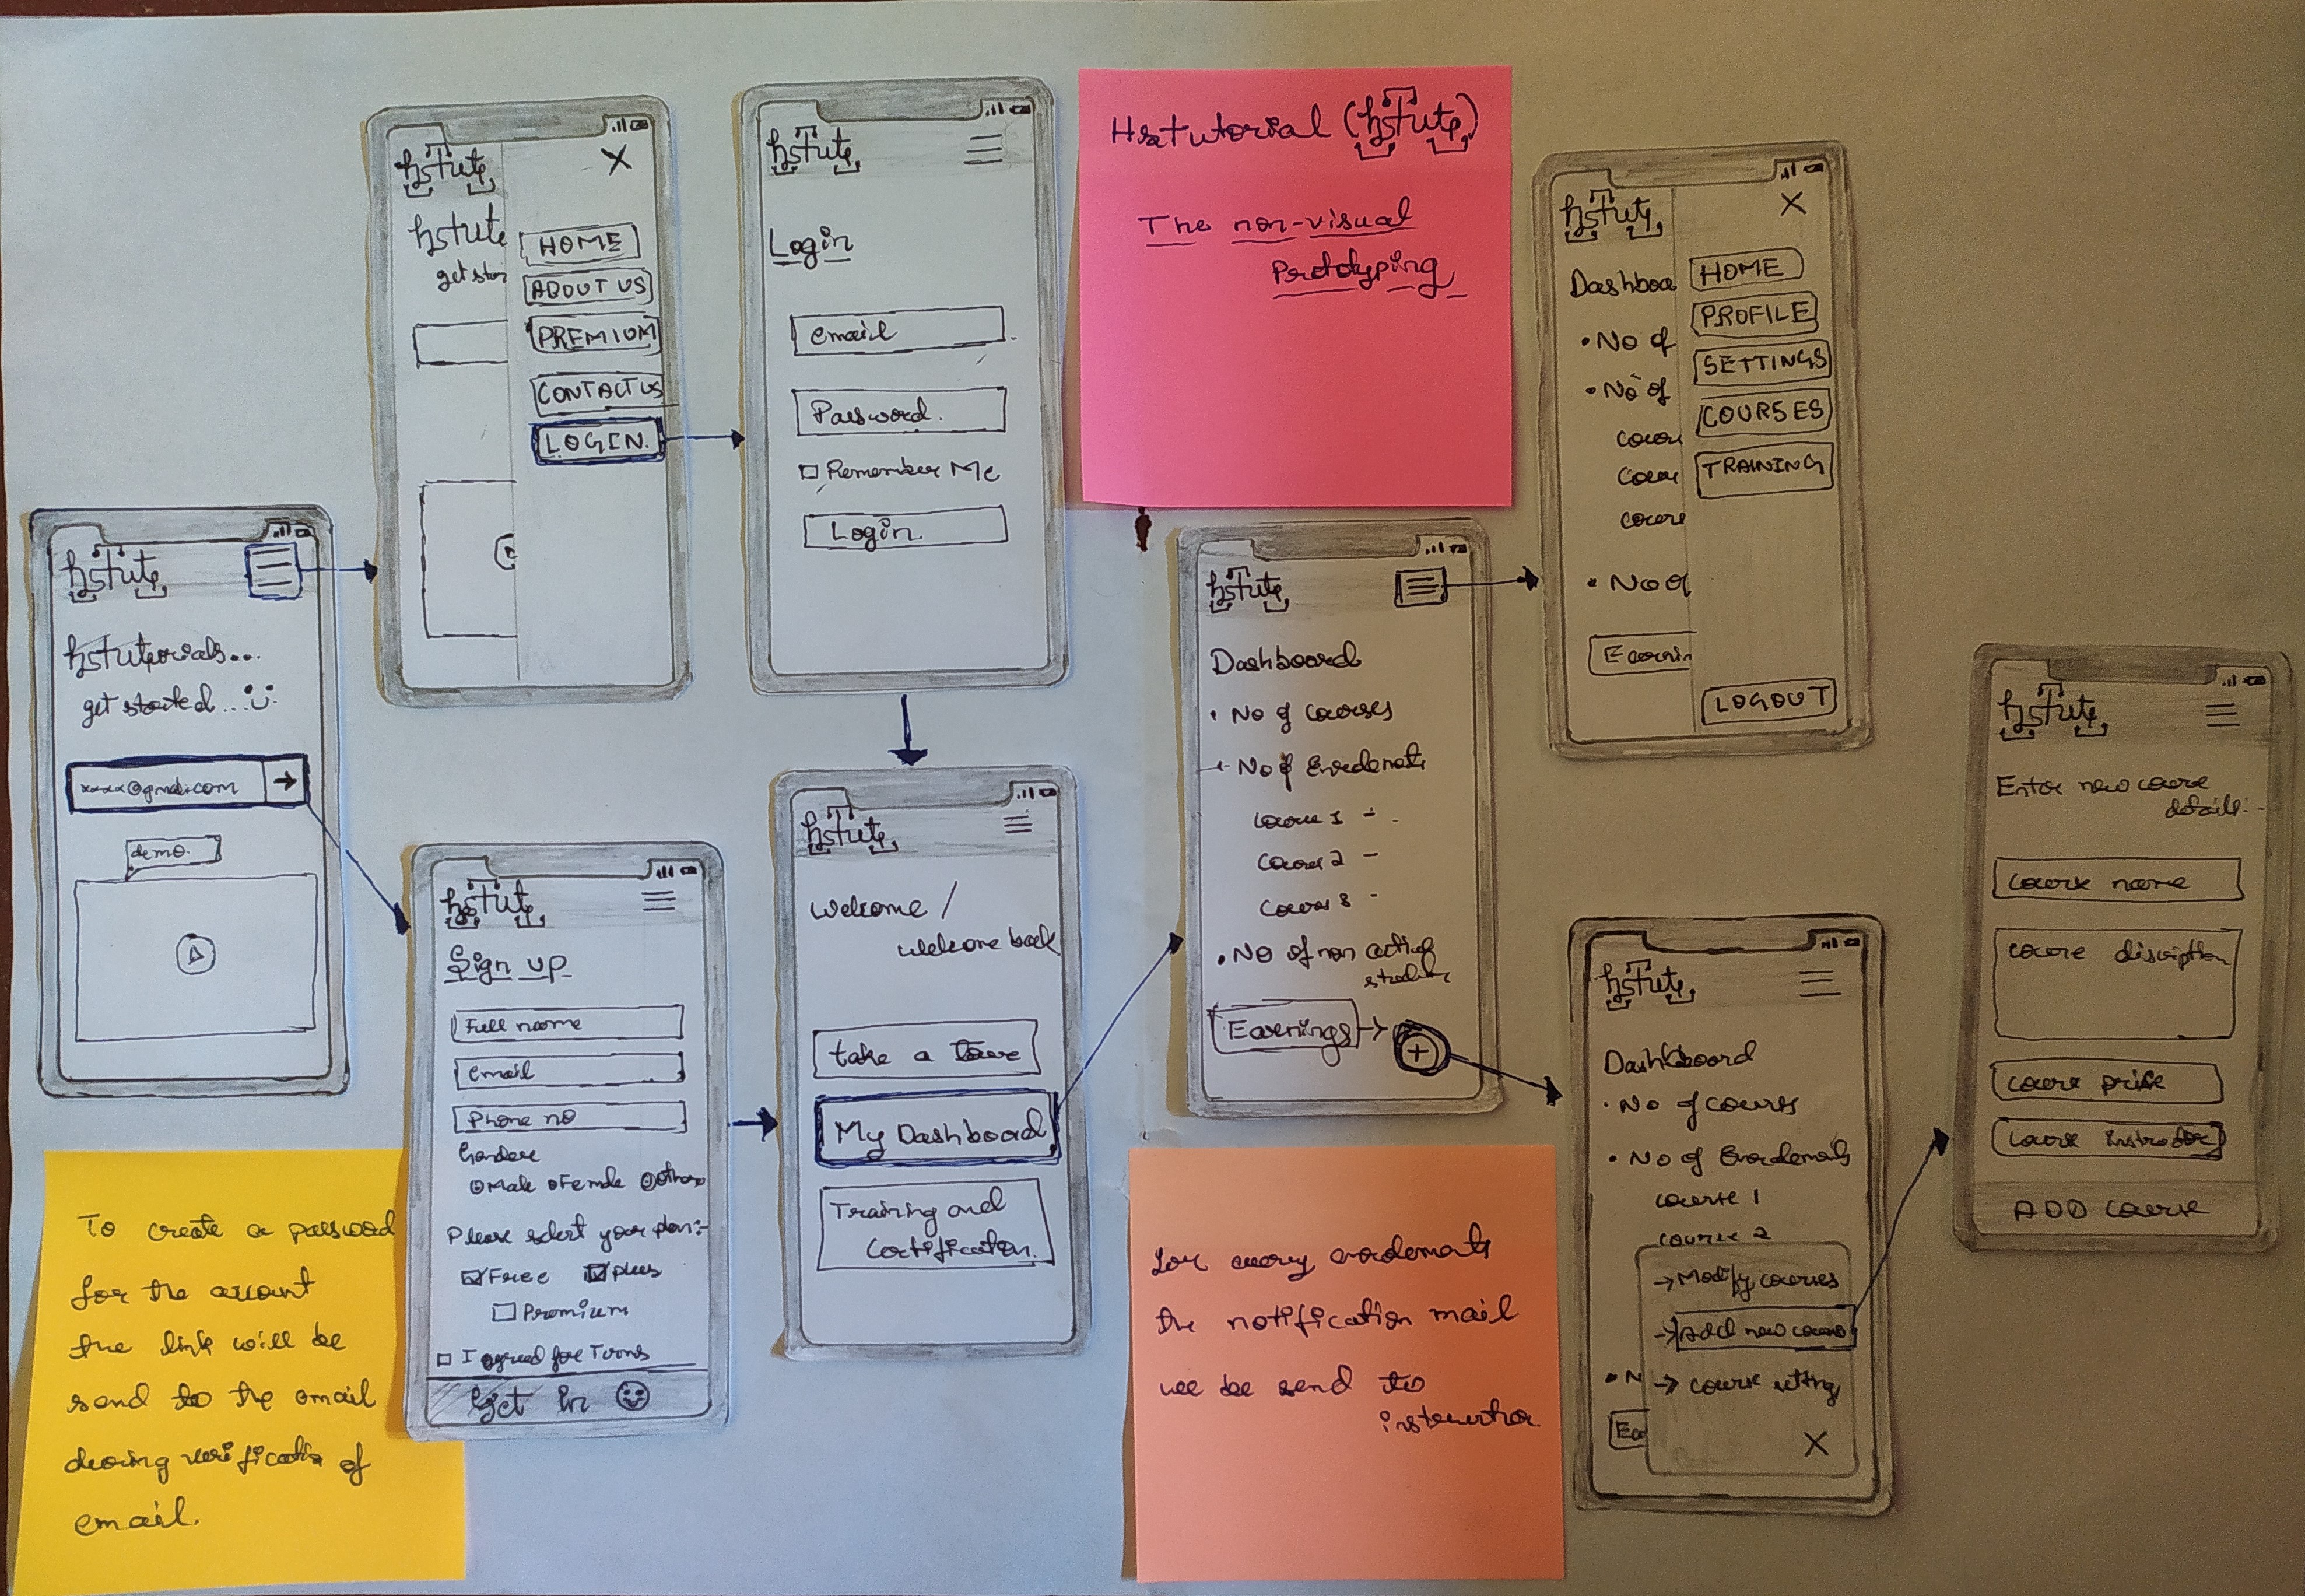 hstute
hstutorials...
get started...
xxxx@gmail.com
demo.
hstute
X
hstute
get star
HOME
ABOUT US
PREMIUM
CONTACT US
LOGIN.
hstute
Login
email
Password.
Remember Me
Login.
Hstutorial (hstute)
The non-visual
Prototyping
hstute
Sign up
Full name
email
Phone no
Gendere
Male Female Others
Please select your plan:-
Free plus
Premium
I agreed for Terms
Get In
To create a password
for the account
the link will be
send to the email
during verification of
email.
hstute
Welcome /
welcome back
take a Toure
My Dashboard
Training and
Certification.
hstute
Dashboard
• No of courses
• No of Enrolements
Course 1 -
Course 2 -
Course 3 -
• No of non active
students
Earnings →
+
hstute
X
Dashboa
• No of
• No of
cour
cour
cour
• No of
Earnin
HOME
PROFILE
SETTINGS
COURSES
TRAINING
LOGOUT
for every enrolements
the notification mail
will be send to
instructor
hstute
Dashboard
• No of courses
• No of Enrolements
course 1
course 2
→ Modify courses
→ Add new course
• N → course setting
Ea
X
hstute
Enter new course
details:-
course name
course discription
course price
course instructor
ADD course